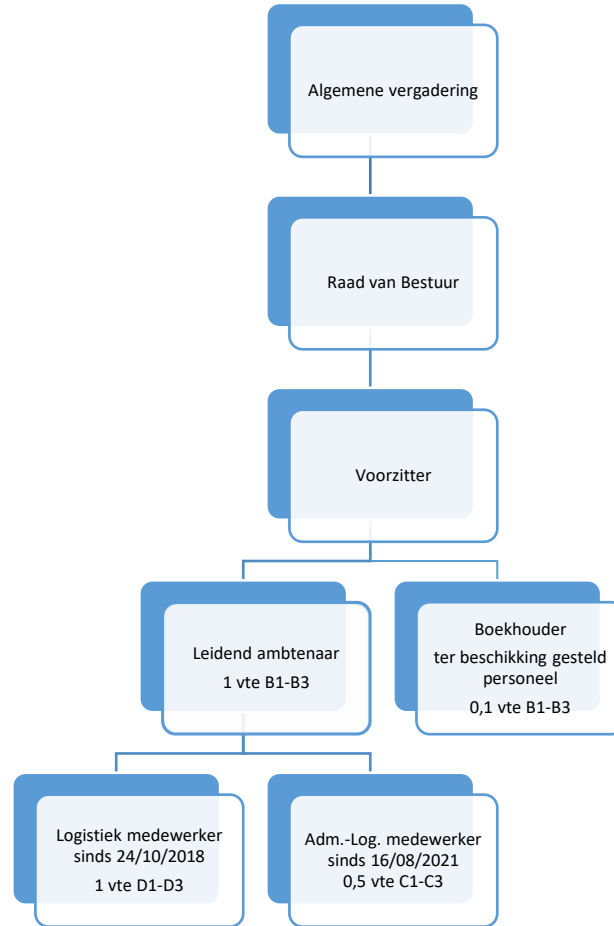 Algemene vergadering
Raad van Bestuur
Voorzitter
Leidend ambtenaar
1 vte B1-B3
Boekhouder
ter beschikking gesteld
personeel
0,1 vte B1-B3
Logistiek medewerker
sinds 24/10/2018
1 vte D1-D3
Adm.-Log. medewerker
sinds 16/08/2021
0,5 vte C1-C3